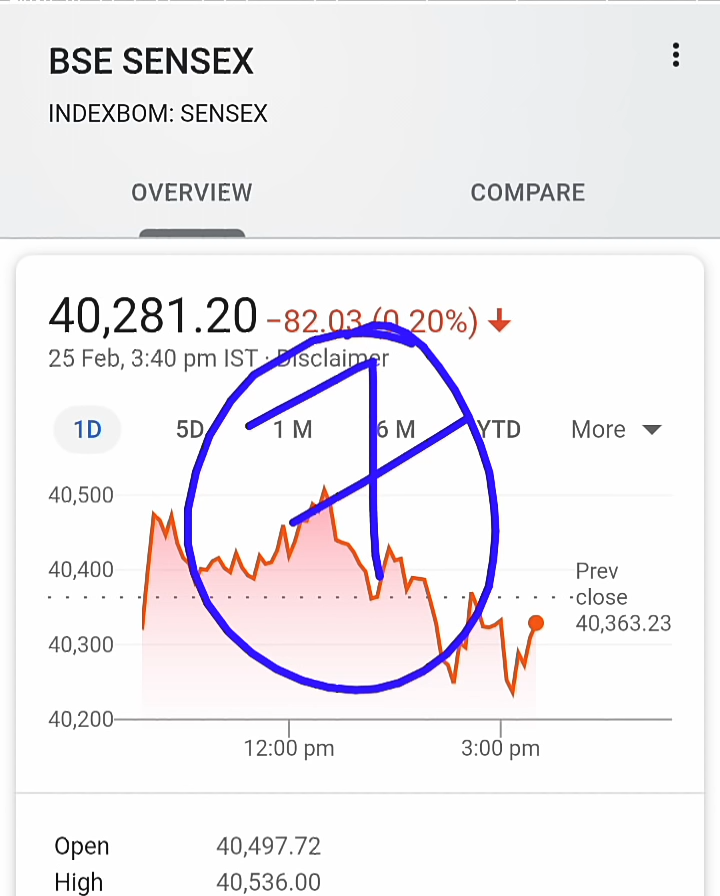 BSE SENSEX
INDEXBOM: SENSEX
OVERVIEW COMPARE
40,281.20 −82.03 (0.20%)
25 Feb, 3:40 pm IST · Disclaimer
1D 5D 1 M 6 M YTD More
40,500
40,400
Prev
close
40,363.23
40,300
40,200
12:00 pm 3:00 pm
Open 40,497.72
High 40,536.00